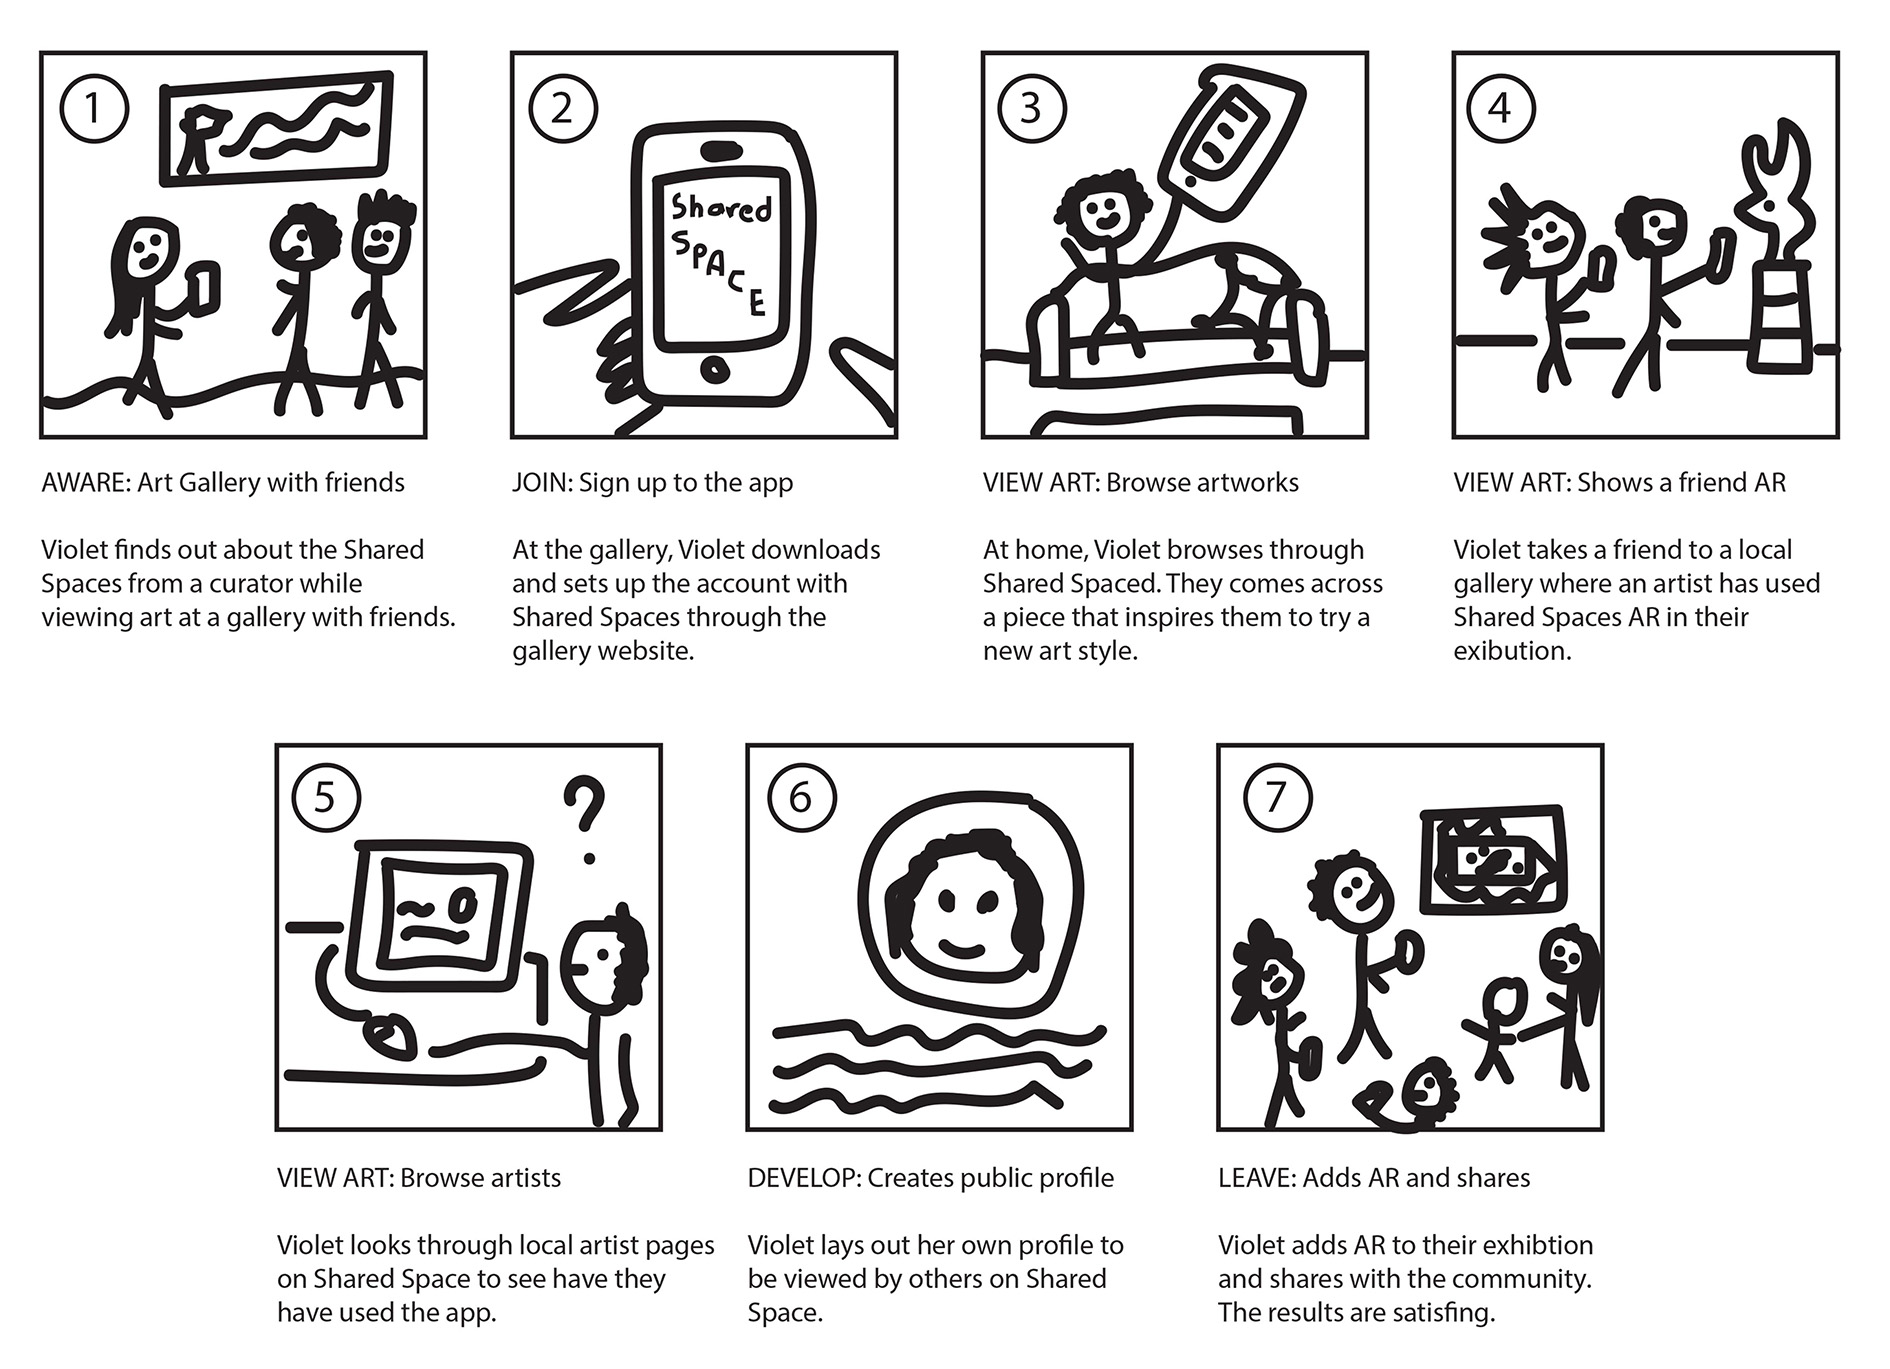 1
2
Shared
SPACE
3
4
AWARE: Art Gallery with friends
Violet finds out about the Shared
Spaces from a curator while
viewing art at a gallery with friends.
JOIN: Sign up to the app
At the gallery, Violet downloads
and sets up the account with
Shared Spaces through the
gallery website.
VIEW ART: Browse artworks
At home, Violet browses through
Shared Spaced. They comes across
a piece that inspires them to try a
new art style.
VIEW ART: Shows a friend AR
Violet takes a friend to a local
gallery where an artist has used
Shared Spaces AR in their
exibution.
5
?
6
7
VIEW ART: Browse artists
Violet looks through local artist pages
on Shared Space to see have they
have used the app.
DEVELOP: Creates public profile
Violet lays out her own profile to
be viewed by others on Shared
Space.
LEAVE: Adds AR and shares
Violet adds AR to their exhibtion
and shares with the community.
The results are satisfing.